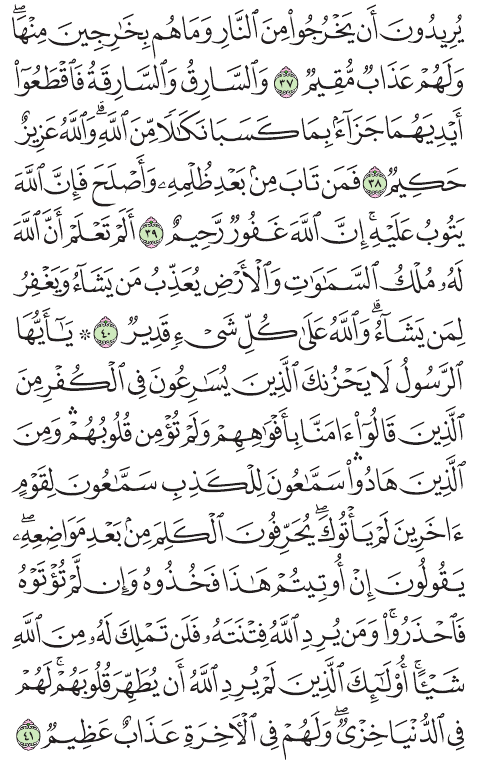 يُرِيدُونَ أَن يَخْرُجُوا۟ مِنَ ٱلنَّارِ وَمَا هُم بِخَـٰرِجِينَ مِنْهَا ۖ
وَلَهُمْ عَذَابٌ مُّقِيمٌ ٣٧ وَٱلسَّارِقُ وَٱلسَّارِقَةُ فَٱقْطَعُوٓا۟
أَيْدِيَهُمَا جَزَآءًۢ بِمَا كَسَبَا نَكَـٰلًا مِّنَ ٱللَّهِ ۗ وَٱللَّهُ عَزِيزٌ
حَكِيمٌ ٣٨ فَمَن تَابَ مِنۢ بَعْدِ ظُلْمِهِۦ وَأَصْلَحَ فَإِنَّ ٱللَّهَ
يَتُوبُ عَلَيْهِ ۗ إِنَّ ٱللَّهَ غَفُورٌ رَّحِيمٌ ٣٩ أَلَمْ تَعْلَمْ أَنَّ ٱللَّهَ
لَهُۥ مُلْكُ ٱلسَّمَـٰوَٰتِ وَٱلْأَرْضِ يُعَذِّبُ مَن يَشَآءُ وَيَغْفِرُ
لِمَن يَشَآءُ ۗ وَٱللَّهُ عَلَىٰ كُلِّ شَىْءٍ قَدِيرٌ ٤٠ ۞ يَـٰٓأَيُّهَا
ٱلرَّسُولُ لَا يَحْزُنكَ ٱلَّذِينَ يُسَـٰرِعُونَ فِى ٱلْكُفْرِ مِنَ
ٱلَّذِينَ قَالُوٓا۟ ءَامَنَّا بِأَفْوَٰهِهِمْ وَلَمْ تُؤْمِن قُلُوبُهُمْ ۛ وَمِنَ
ٱلَّذِينَ هَادُوا۟ ۛ سَمَّـٰعُونَ لِلْكَذِبِ سَمَّـٰعُونَ لِقَوْمٍ
ءَاخَرِينَ لَمْ يَأْتُوكَ ۖ يُحَرِّفُونَ ٱلْكَلِمَ مِنۢ بَعْدِ مَوَاضِعِهِۦ ۖ
يَقُولُونَ إِنْ أُوتِيتُمْ هَـٰذَا فَخُذُوهُ وَإِن لَّمْ تُؤْتَوْهُ
فَٱحْذَرُوا۟ ۚ وَمَن يُرِدِ ٱللَّهُ فِتْنَتَهُۥ فَلَن تَمْلِكَ لَهُۥ مِنَ ٱللَّهِ
شَيْـًٔا ۚ أُو۟لَـٰٓئِكَ ٱلَّذِينَ لَمْ يُرِدِ ٱللَّهُ أَن يُطَهِّرَ قُلُوبَهُمْ ۚ لَهُمْ
فِى ٱلدُّنْيَا خِزْىٌ ۖ وَلَهُمْ فِى ٱلْـَٔاخِرَةِ عَذَابٌ عَظِيمٌ ٤١